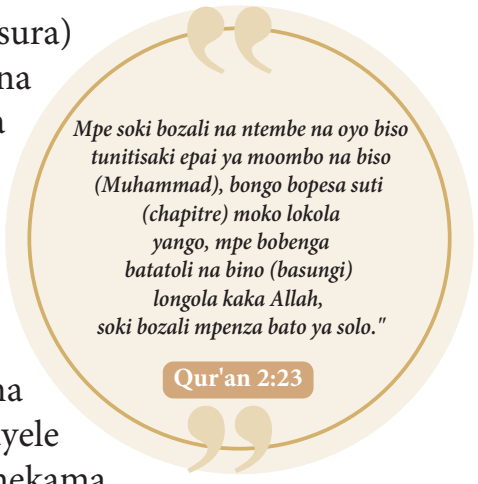 sura)
na
a
Mpe soki bozali na ntembe na oyo biso
tunitisaki epai ya moombo na biso
(Muhammad), bongo bopesa suti
(chapitre) moko lokola
yango, mpe bobenga
batatoli na bino (basungi)
longola kaka Allah,
soki bozali mpenza bato ya solo."
Qur'an 2:23
na
yele
nekama